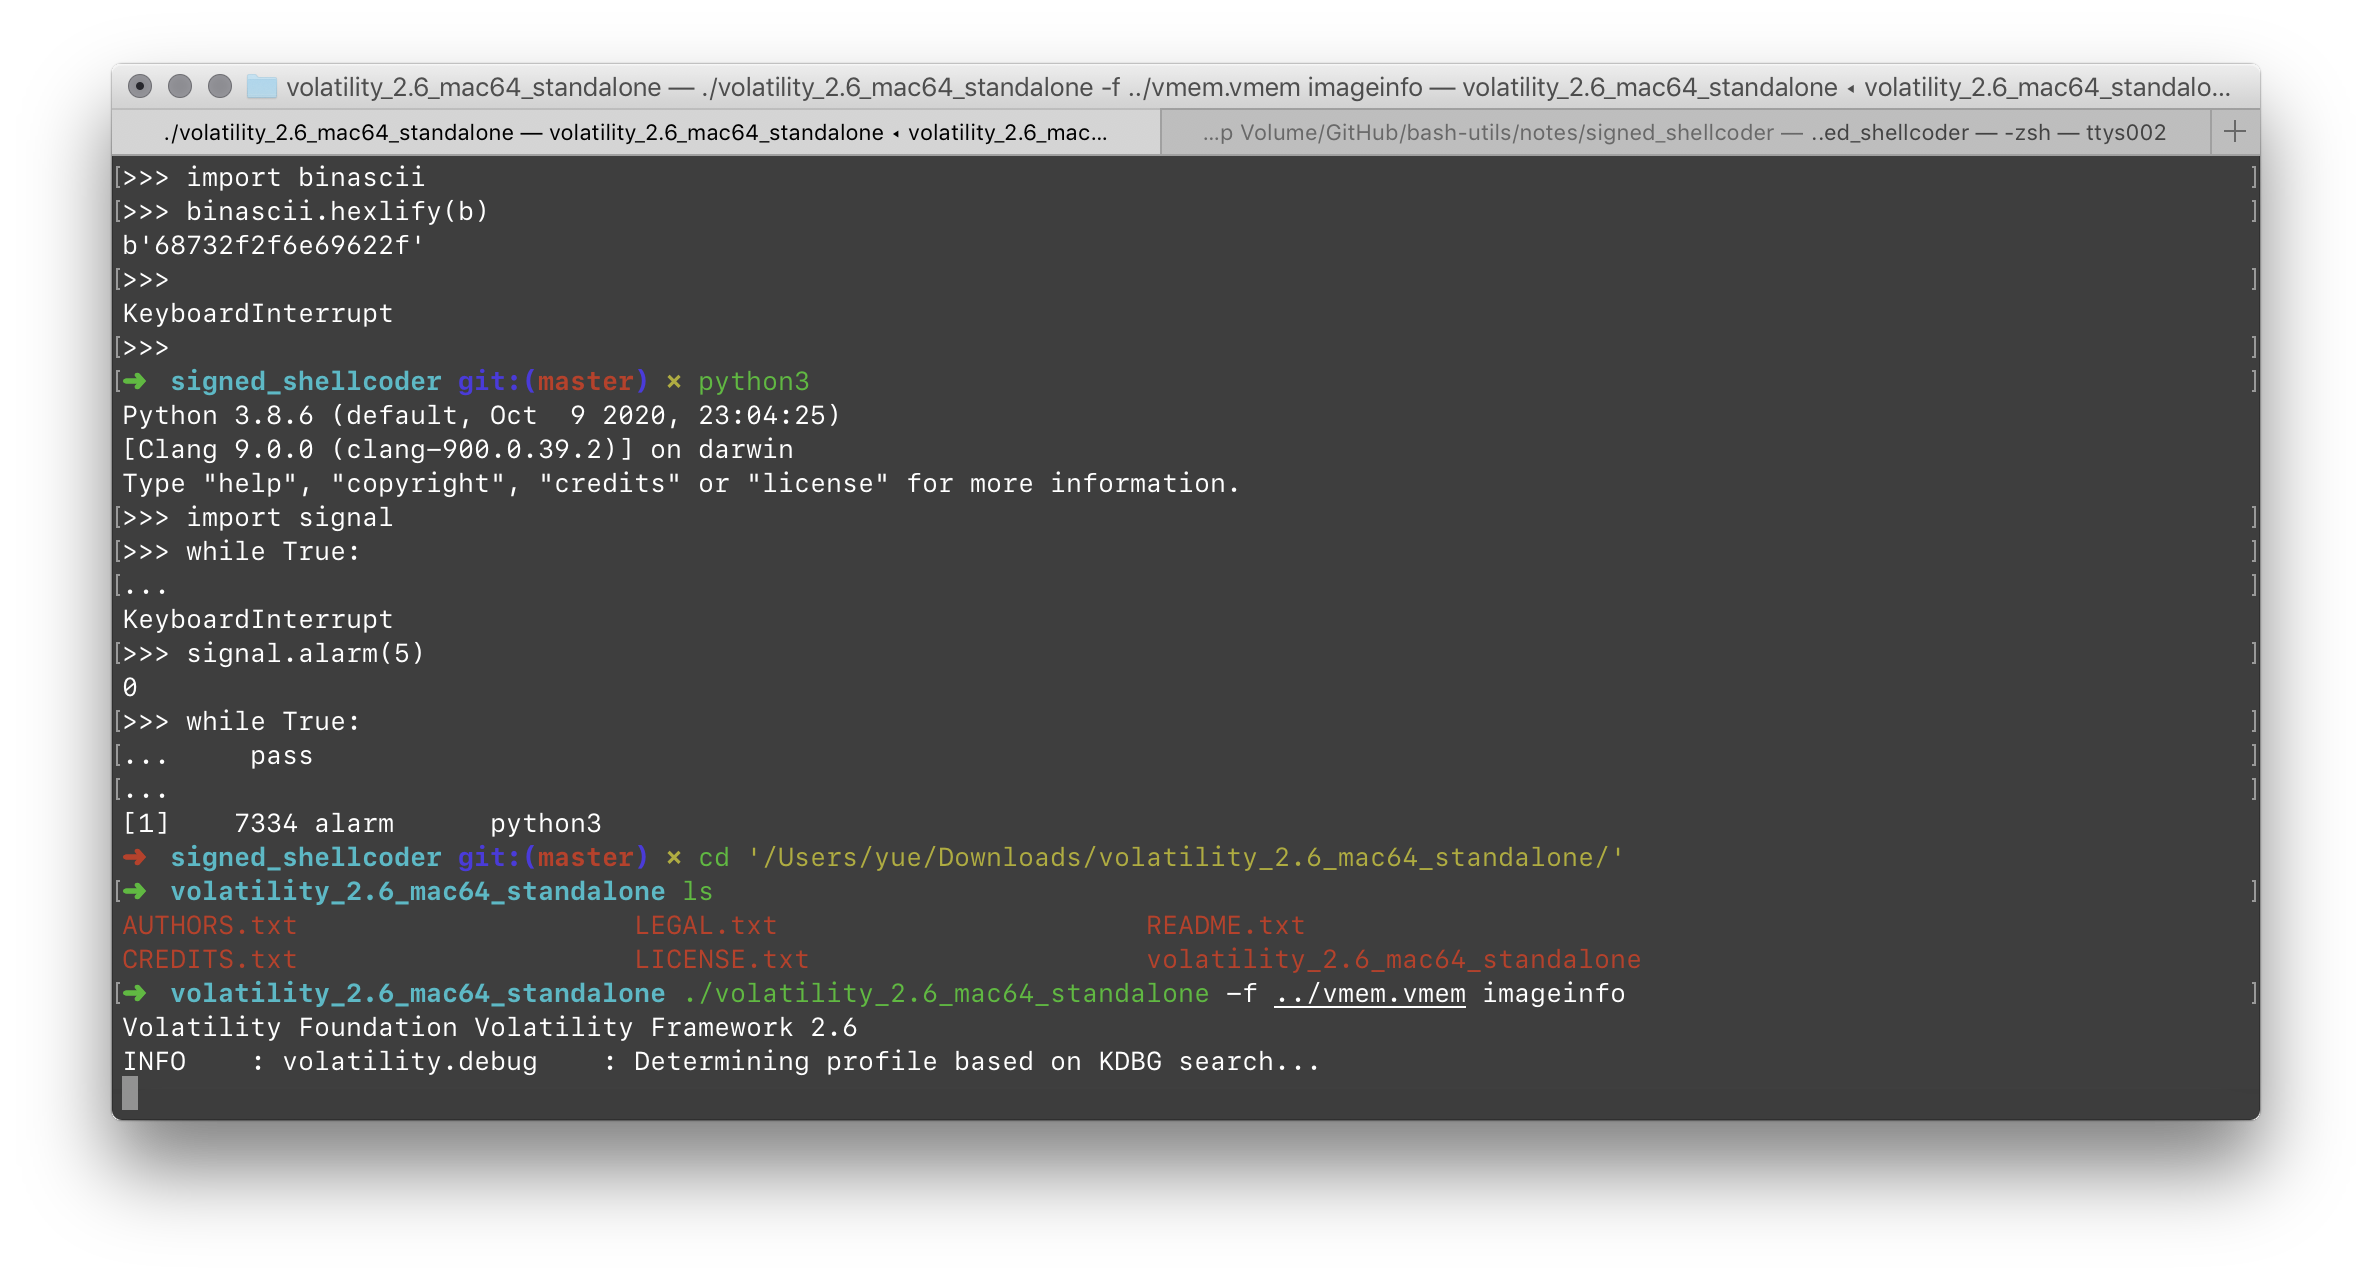 volatility_2.6_mac64_standalone — ./volatility_2.6_mac64_standalone -f ../vmem.vmem imageinfo — volatility_2.6_mac64_standalone ◂ volatility_2.6_mac64_standalo...
./volatility_2.6_mac64_standalone — volatility_2.6_mac64_standalone ◂ volatility_2.6_mac... ...p Volume/GitHub/bash-utils/notes/signed_shellcoder — ..ed_shellcoder — -zsh — ttys002 +
[>>> import binascii ]
[>>> binascii.hexlify(b) ]
b'68732f2f6e69622f'
[>>> ]
KeyboardInterrupt
[>>> ]
[➜  signed_shellcoder git:(master) × python3 ]
Python 3.8.6 (default, Oct  9 2020, 23:04:25)
[Clang 9.0.0 (clang-900.0.39.2)] on darwin
Type "help", "copyright", "credits" or "license" for more information.
[>>> import signal ]
[>>> while True: ]
[... ]
KeyboardInterrupt
[>>> signal.alarm(5) ]
0
[>>> while True: ]
[...     pass ]
[... ]
[1]    7334 alarm      python3
➜  signed_shellcoder git:(master) × cd '/Users/yue/Downloads/volatility_2.6_mac64_standalone/'
[➜  volatility_2.6_mac64_standalone ls ]
AUTHORS.txt                     LEGAL.txt                       README.txt
CREDITS.txt                     LICENSE.txt                     volatility_2.6_mac64_standalone
[➜  volatility_2.6_mac64_standalone ./volatility_2.6_mac64_standalone -f ../vmem.vmem imageinfo ]
Volatility Foundation Volatility Framework 2.6
INFO    : volatility.debug    : Determining profile based on KDBG search...